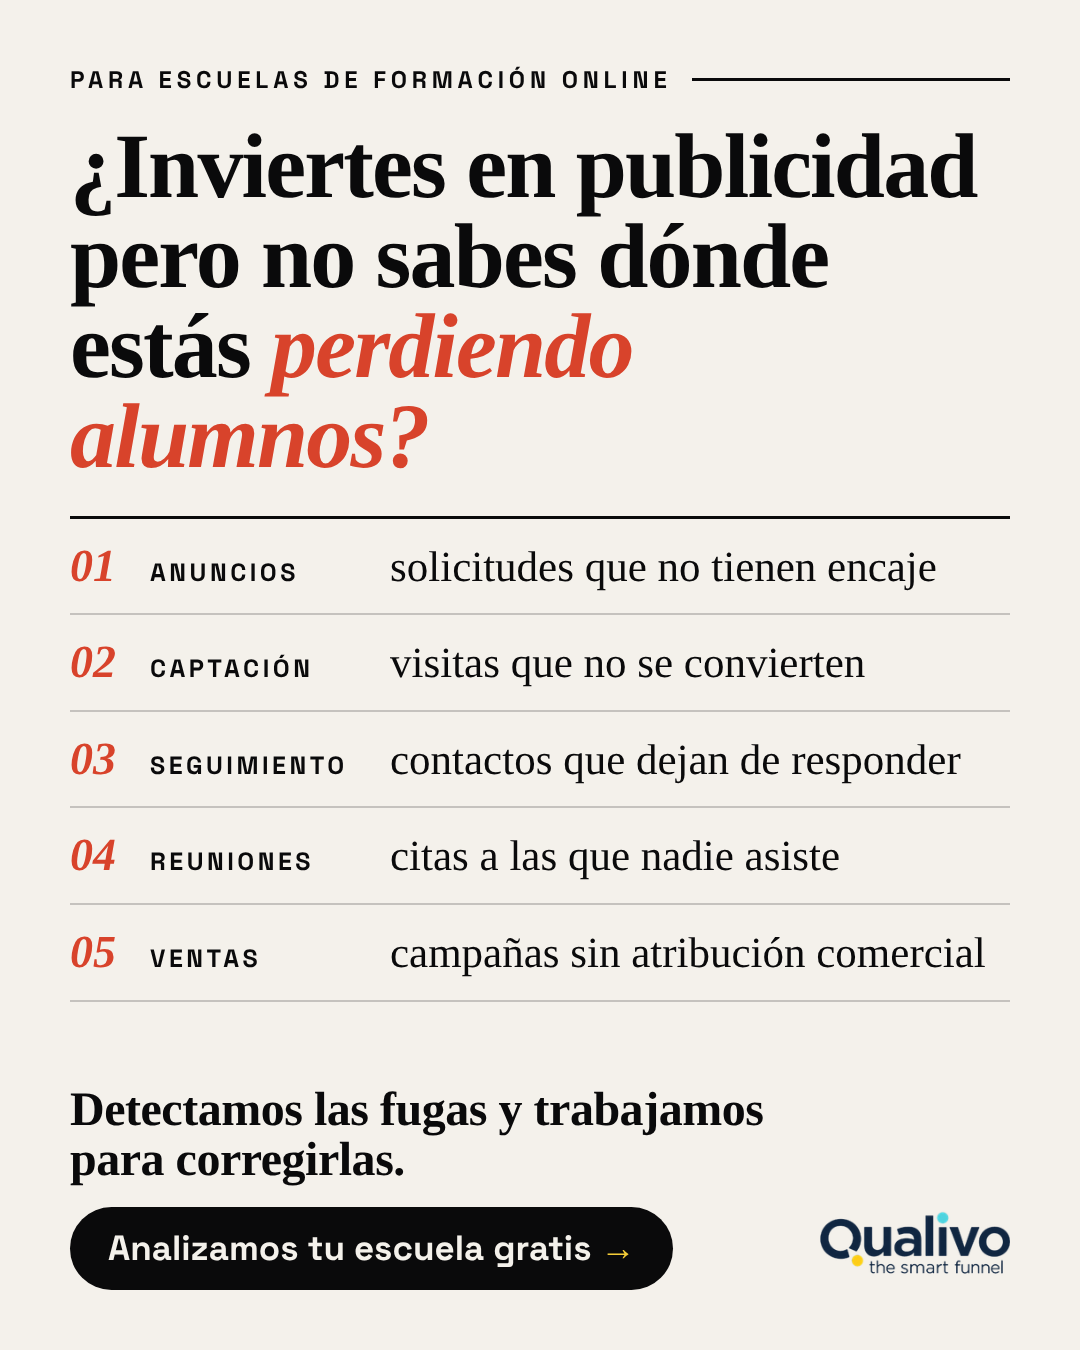 PARA ESCUELAS DE FORMACIÓN ONLINE
¿Inviertes en publicidad
pero no sabes dónde
estás perdiendo
alumnos?
01 ANUNCIOS solicitudes que no tienen encaje
02 CAPTACIÓN visitas que no se convierten
03 SEGUIMIENTO contactos que dejan de responder
04 REUNIONES citas a las que nadie asiste
05 VENTAS campañas sin atribución comercial
Detectamos las fugas y trabajamos
para corregirlas.
Analizamos tu escuela gratis →
Qualivo
the smart funnel